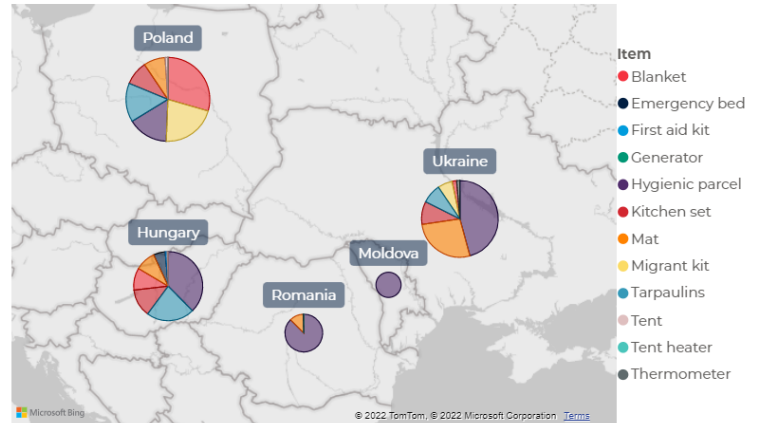 Poland
Ukraine
Hungary
Moldova
Romania
Item
Blanket
Emergency bed
First aid kit
Generator
Hygienic parcel
Kitchen set
Mat
Migrant kit
Tarpaulins
Tent
Tent heater
Thermometer
Microsoft Bing
© 2022 TomTom, © 2022 Microsoft Corporation Terms